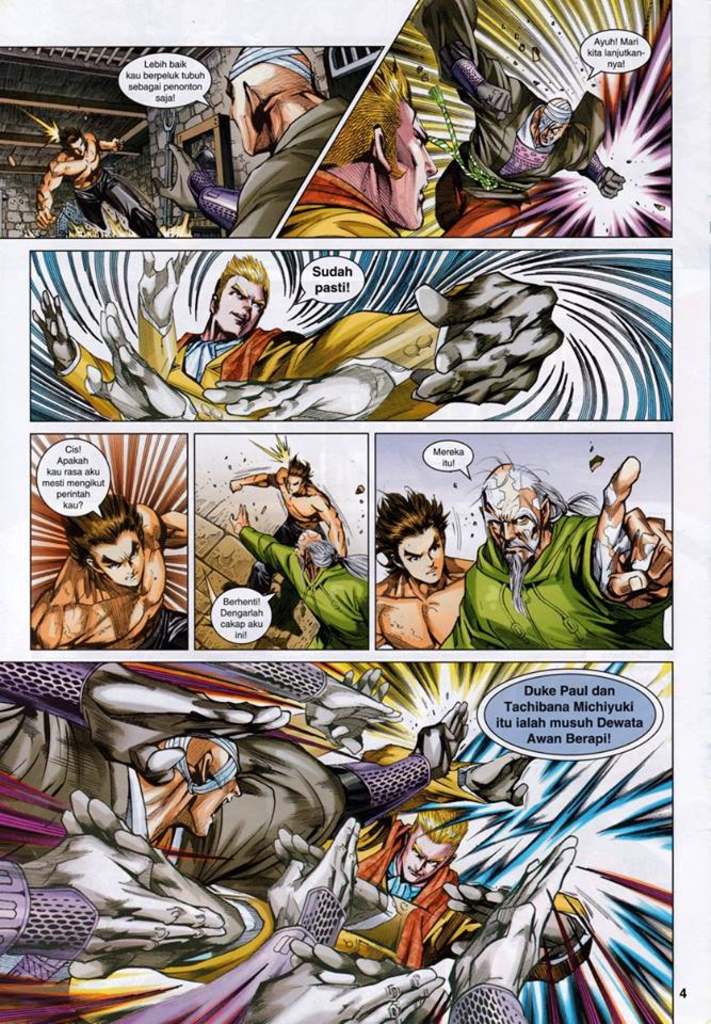 Lebih baik
kau berpeluk tubuh
sebagai penonton
saja!
Ayuh! Mari
kita lanjutkan-
nya!
Sudah
pasti!
Cis!
Apakah
kau rasa aku
mesti mengikut
perintah
kau?
Berhenti!
Dengarlah
cakap aku
ini!
Mereka
itu!
Duke Paul dan
Tachibana Michiyuki
itu ialah musuh Dewata
Awan Berapi!
4